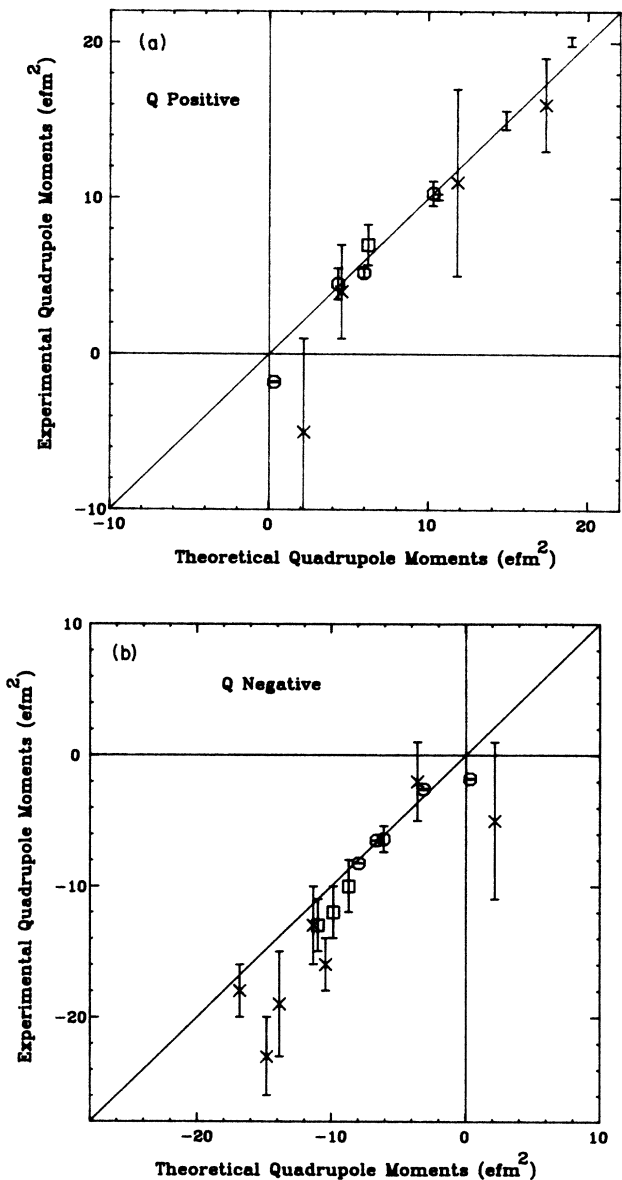 (a)
Q Positive
20
10
0
-10
-10 0 10 20
Experimental Quadrupole Moments (efm2)
Theoretical Quadrupole Moments (efm2)
(b)
Q Negative
10
0
-10
-20
-20 -10 0 10
Experimental Quadrupole Moments (efm2)
Theoretical Quadrupole Moments (efm2)